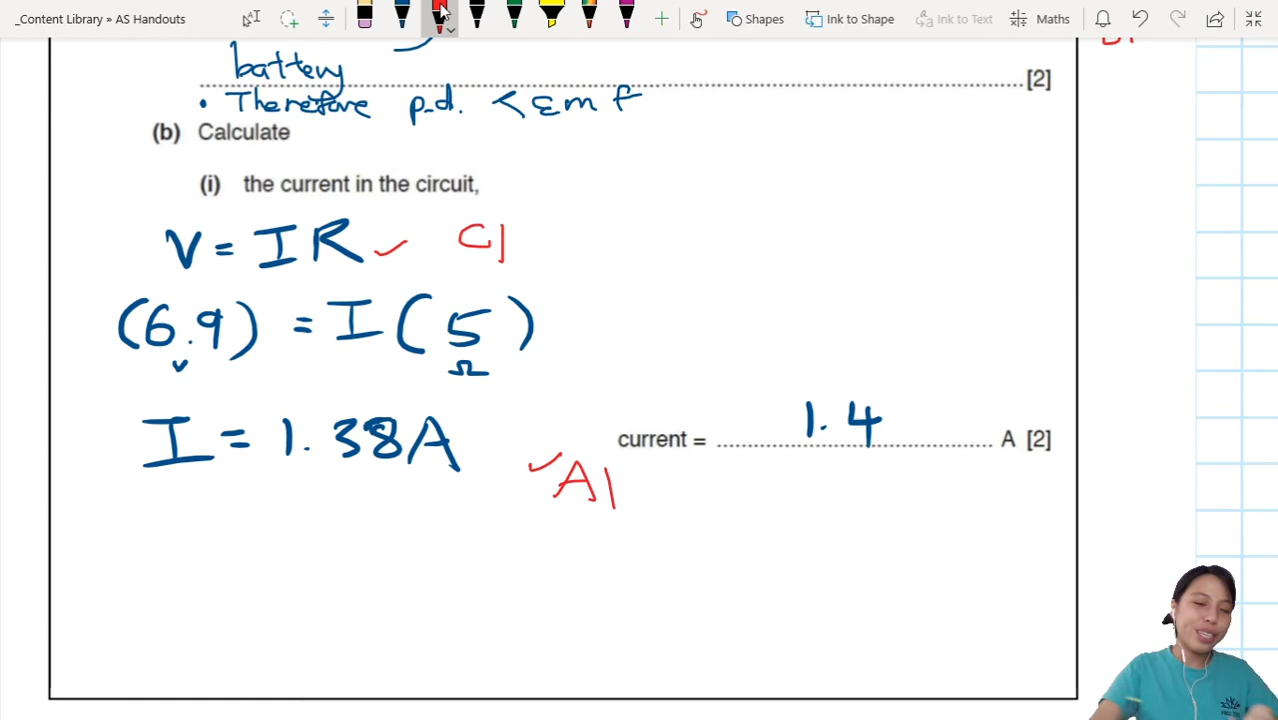 _Content Library » AS Handouts
Shapes
Ink to Shape
Ink to Text
Maths
battery
[2]
• Therefore p.d. < Emf
(b) Calculate
(i) the current in the circuit,
V = IR ✓ C1
(6.9) = I (5)
V Ω
I = 1.38A
current = 1.4 A [2]
✓ A1